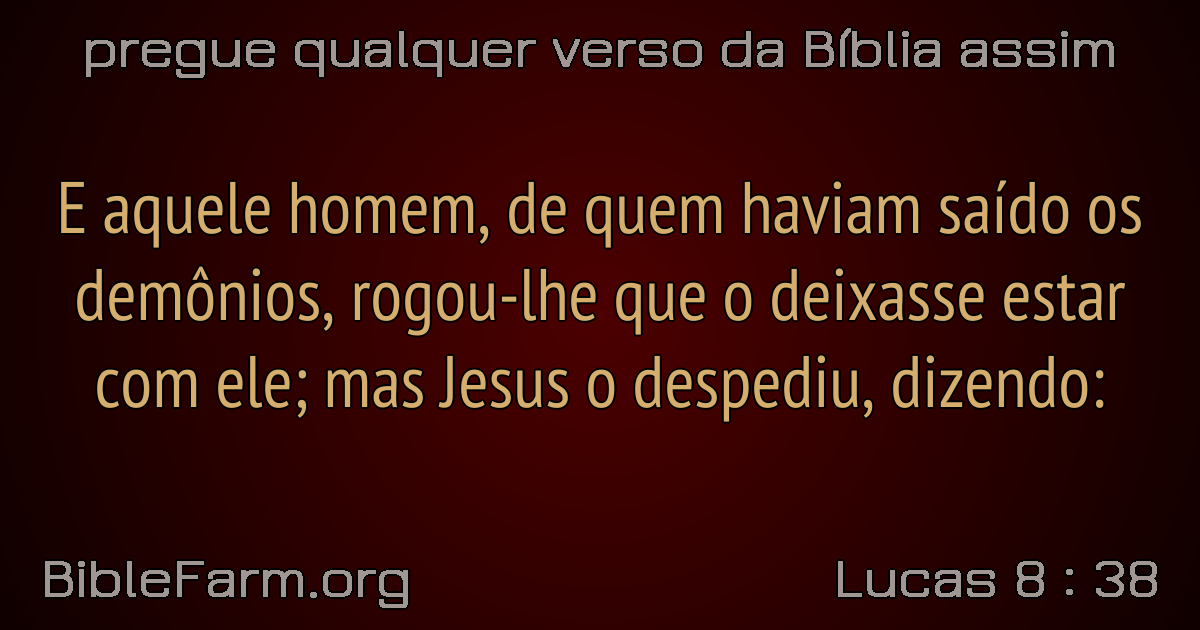 pregue qualquer verso da Bíblia assim
E aquele homem, de quem haviam saído os
demônios, rogou-lhe que o deixasse estar
com ele; mas Jesus o despediu, dizendo:
BibleFarm.org
Lucas 8 : 38